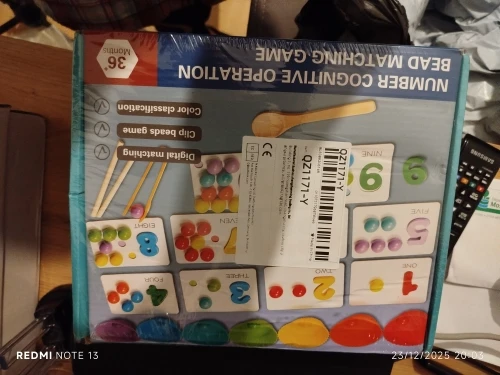 NUMBER COGNITIVE OPERATION
BEAD MATCHING GAME
36+
Months
Color classification
Clip beads game
Digital matching
QZ1171-Y
QZ1171-Y
CE
NINE
9
FIVE
5
SEVEN
EIGHT
8
ONE
1
TWO
2
THREE
3
FOUR
4
REDMI NOTE 13
23/12/2025 20:03